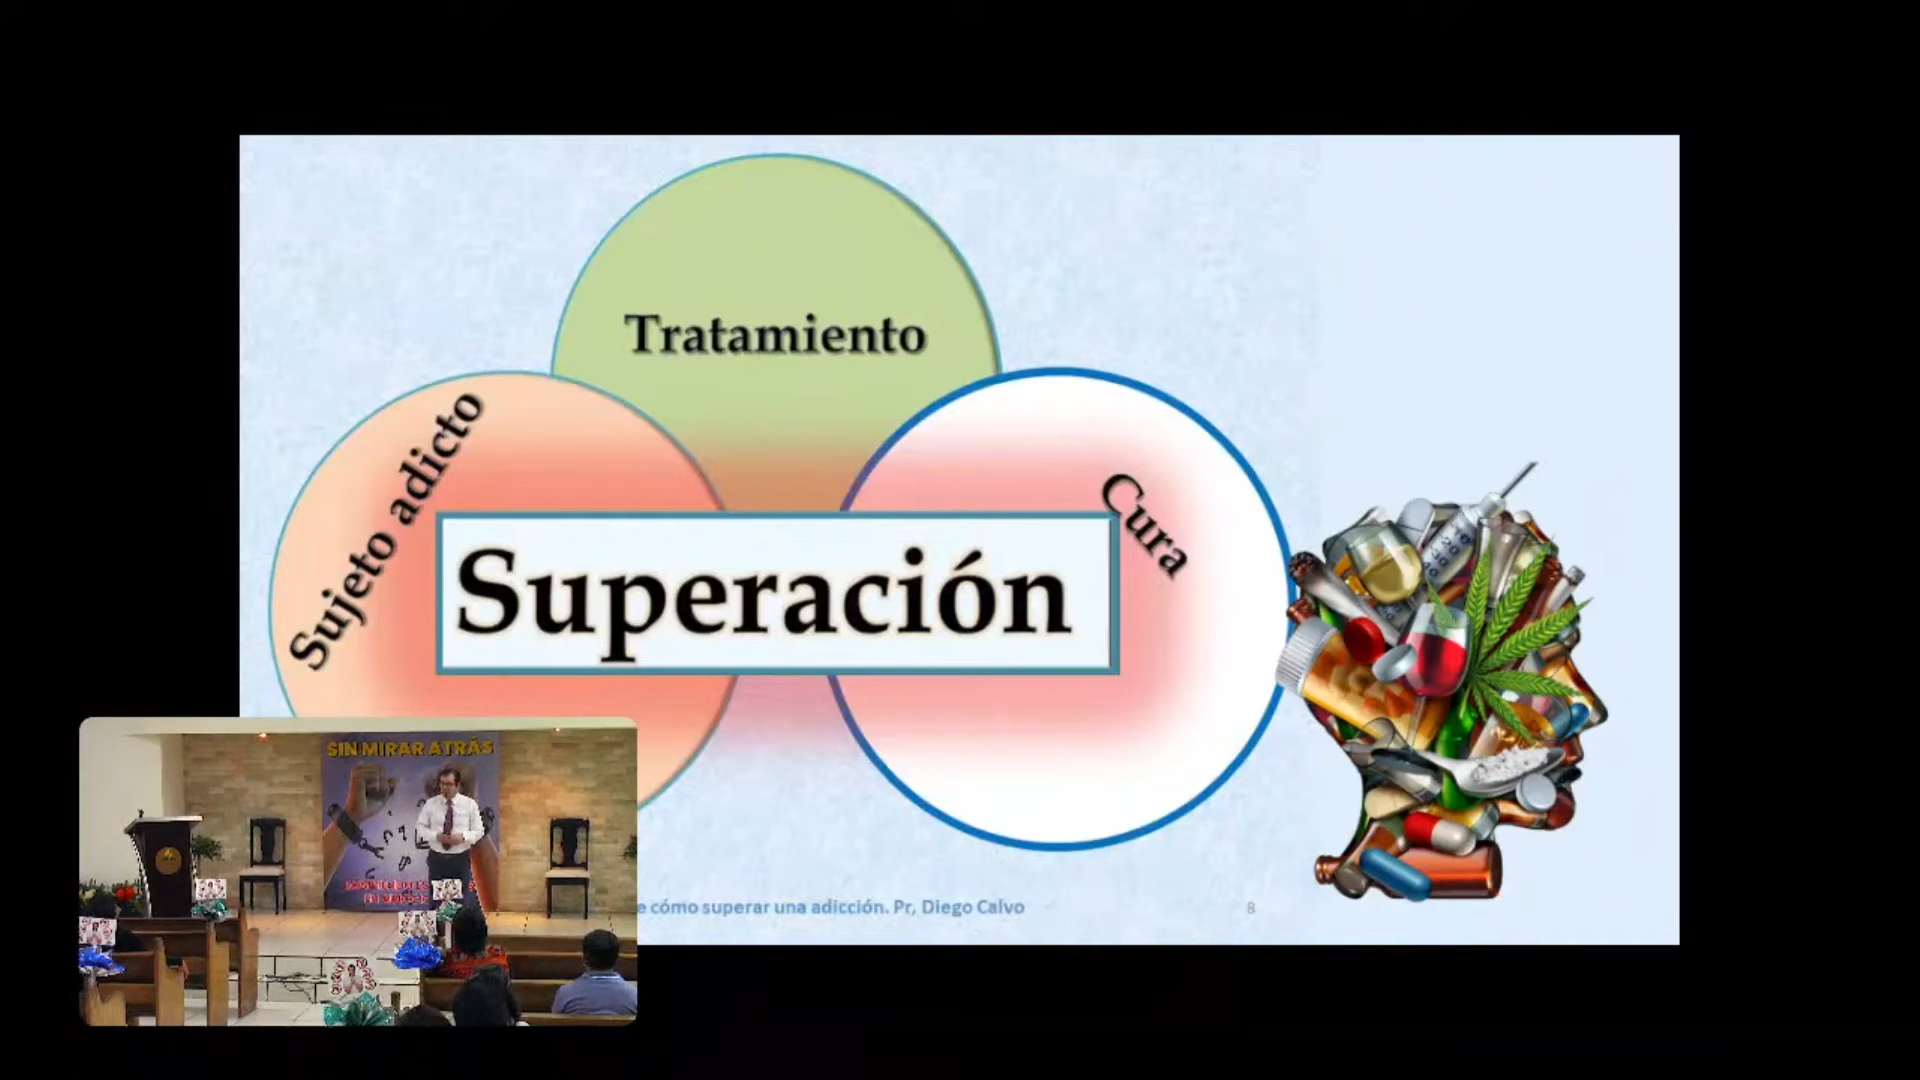 Tratamiento
Sujeto adicto
Cura
Superación
SIN MIRAR ATRÁS
cómo superar una adicción. Pr, Diego Calvo
8